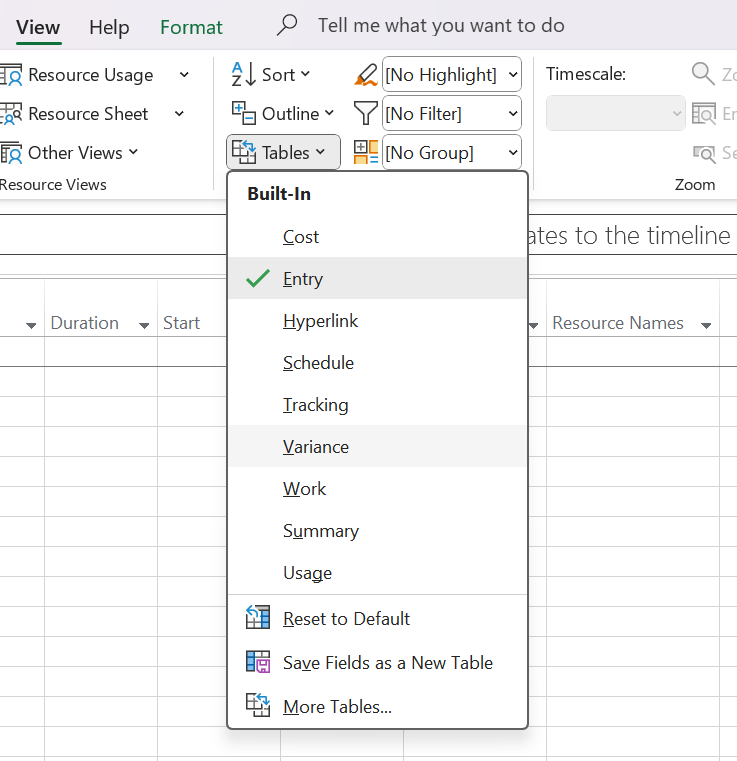 View Help Format Tell me what you want to do
Resource Usage Sort [No Highlight] Timescale:
Resource Sheet Outline [No Filter]
Other Views Tables [No Group]
Resource Views Zoom
Built-In
Cost
to the timeline
Entry
Hyperlink
Duration Start Resource Names
Schedule
Tracking
Variance
Work
Summary
Usage
Reset to Default
Save Fields as a New Table
More Tables...